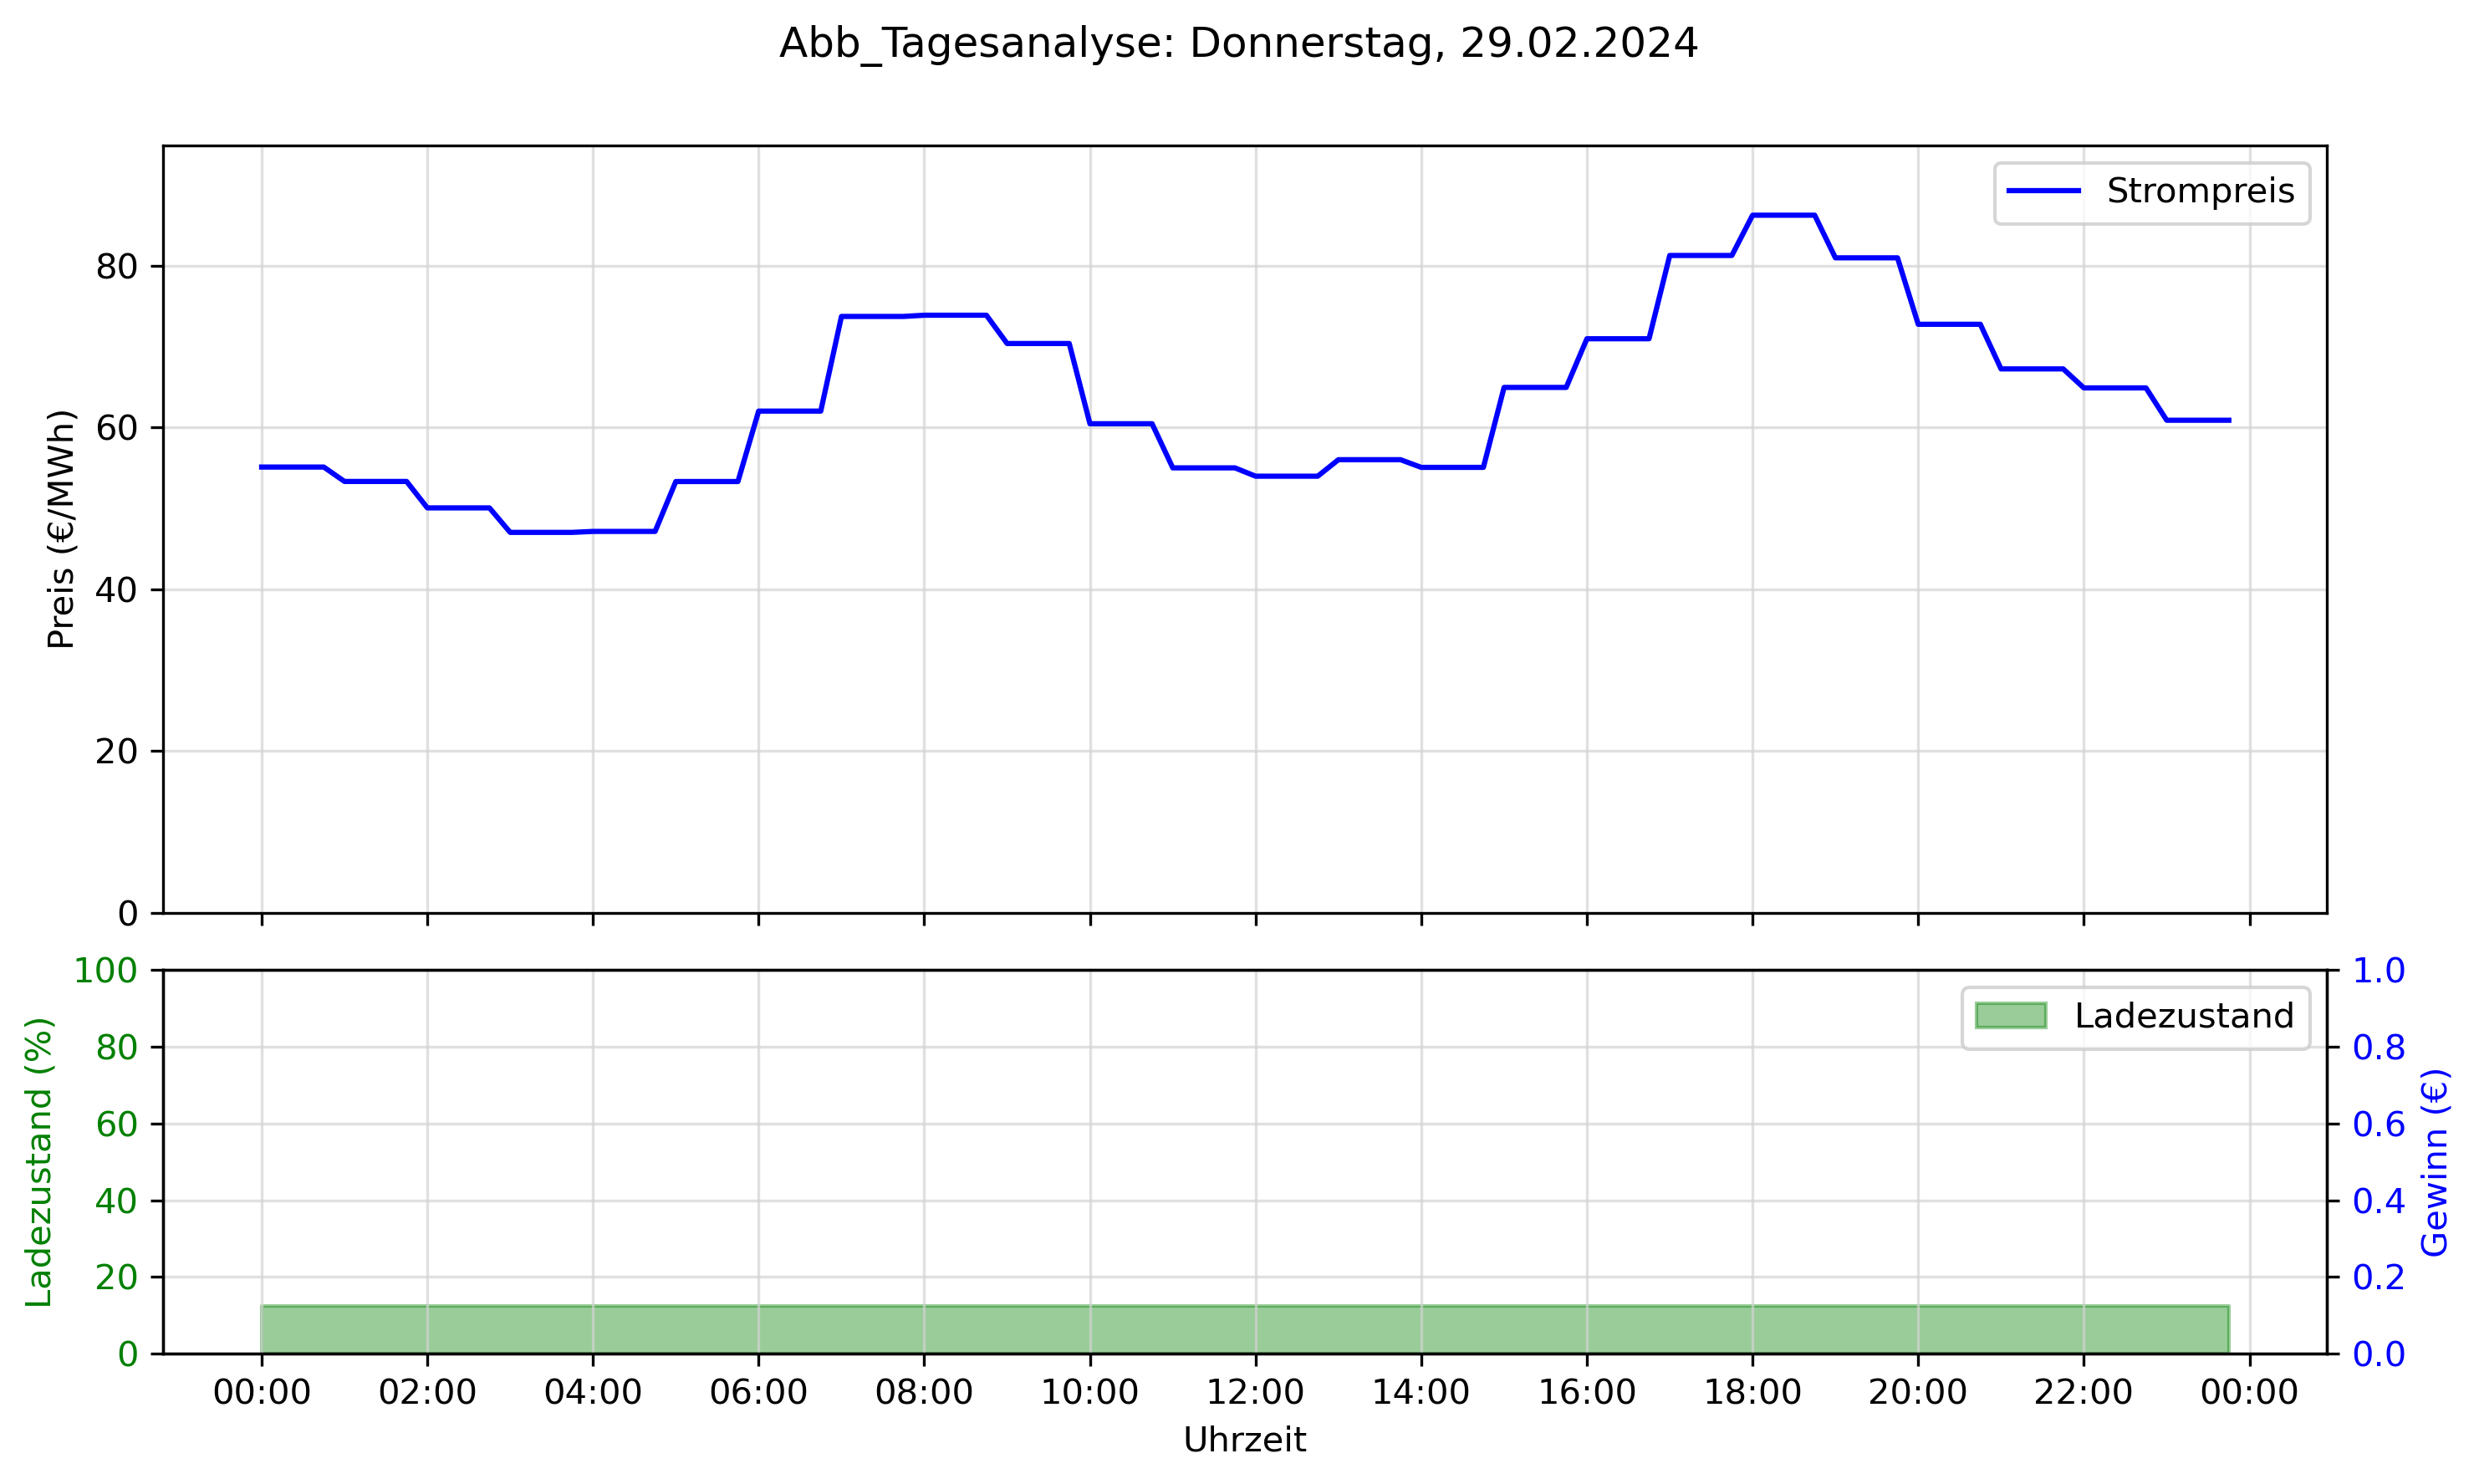 Abb_Tagesanalyse: Donnerstag, 29.02.2024
Strompreis
Preis (€/MWh)
80
60
40
20
0
Ladezustand
Ladezustand (%)
100
80
60
40
20
0
Gewinn (€)
1.0
0.8
0.6
0.4
0.2
0.0
00:00 02:00 04:00 06:00 08:00 10:00 12:00 14:00 16:00 18:00 20:00 22:00 00:00
Uhrzeit